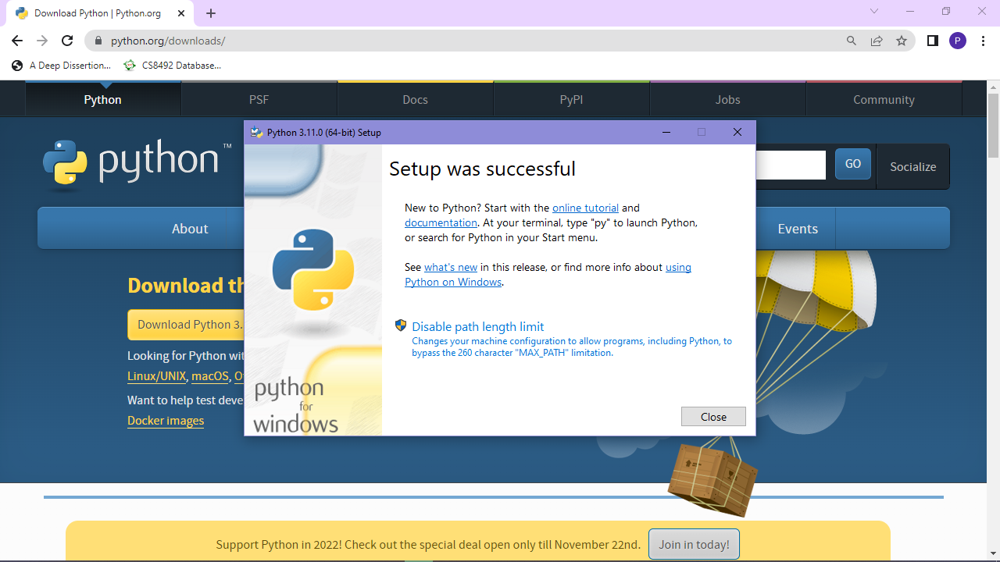 Download Python | Python.org
python.org/downloads/
P
A Deep Dissertion...
CS8492 Database...
Python
PSF
Docs
PyPI
Jobs
Community
Python 3.11.0 (64-bit) Setup
python™
GO
Socialize
Setup was successful
New to Python? Start with the online tutorial and
documentation. At your terminal, type "py" to launch Python,
or search for Python in your Start menu.
See what's new in this release, or find more info about using
Python on Windows.
Disable path length limit
Changes your machine configuration to allow programs, including Python, to
bypass the 260 character "MAX_PATH" limitation.
python
for
windows
Close
About
Events
Download th
Download Python 3.
Looking for Python wit
Linux/UNIX, macOS, O
Want to help test deve
Docker images
Support Python in 2022! Check out the special deal open only till November 22nd.
Join in today!